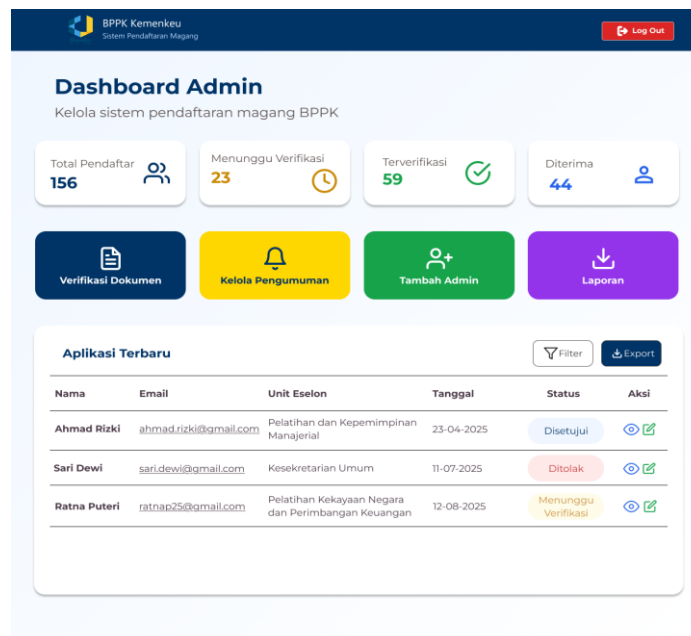 BPPK Kemenkeu
Sistem Pendaftaran Magang
Log Out
Dashboard Admin
Kelola sistem pendaftaran magang BPPK
Total Pendaftar
156
Menunggu Verifikasi
23
Terverifikasi
59
Diterima
44
Verifikasi Dokumen
Kelola Pengumuman
Tambah Admin
Laporan
Aplikasi Terbaru
Filter
Export
Nama Email Unit Eselon Tanggal Status Aksi
Ahmad Rizki ahmad.rizki@gmail.com Pelatihan dan Kepemimpinan
Manajerial 23-04-2025 Disetujui
Sari Dewi sari.dewi@gmail.com Kesekretarian Umum 11-07-2025 Ditolak
Ratna Puteri ratnap25@gmail.com Pelatihan Kekayaan Negara
dan Perimbangan Keuangan 12-08-2025 Menunggu
Verifikasi